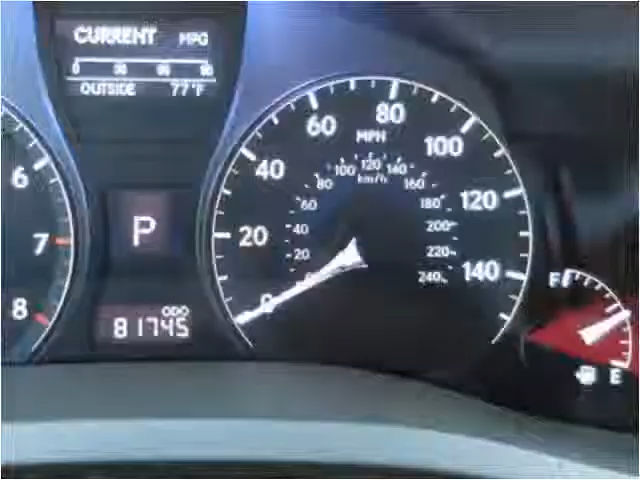 CURRENT MPG
0 30 60 90
OUTSIDE 77°F
6
7
8
P
ODO
81745
0 20 40 60 80 100 120 140
MPH
20 40 60 80 100 120 140 160 180 200 220 240
km/h
F
E